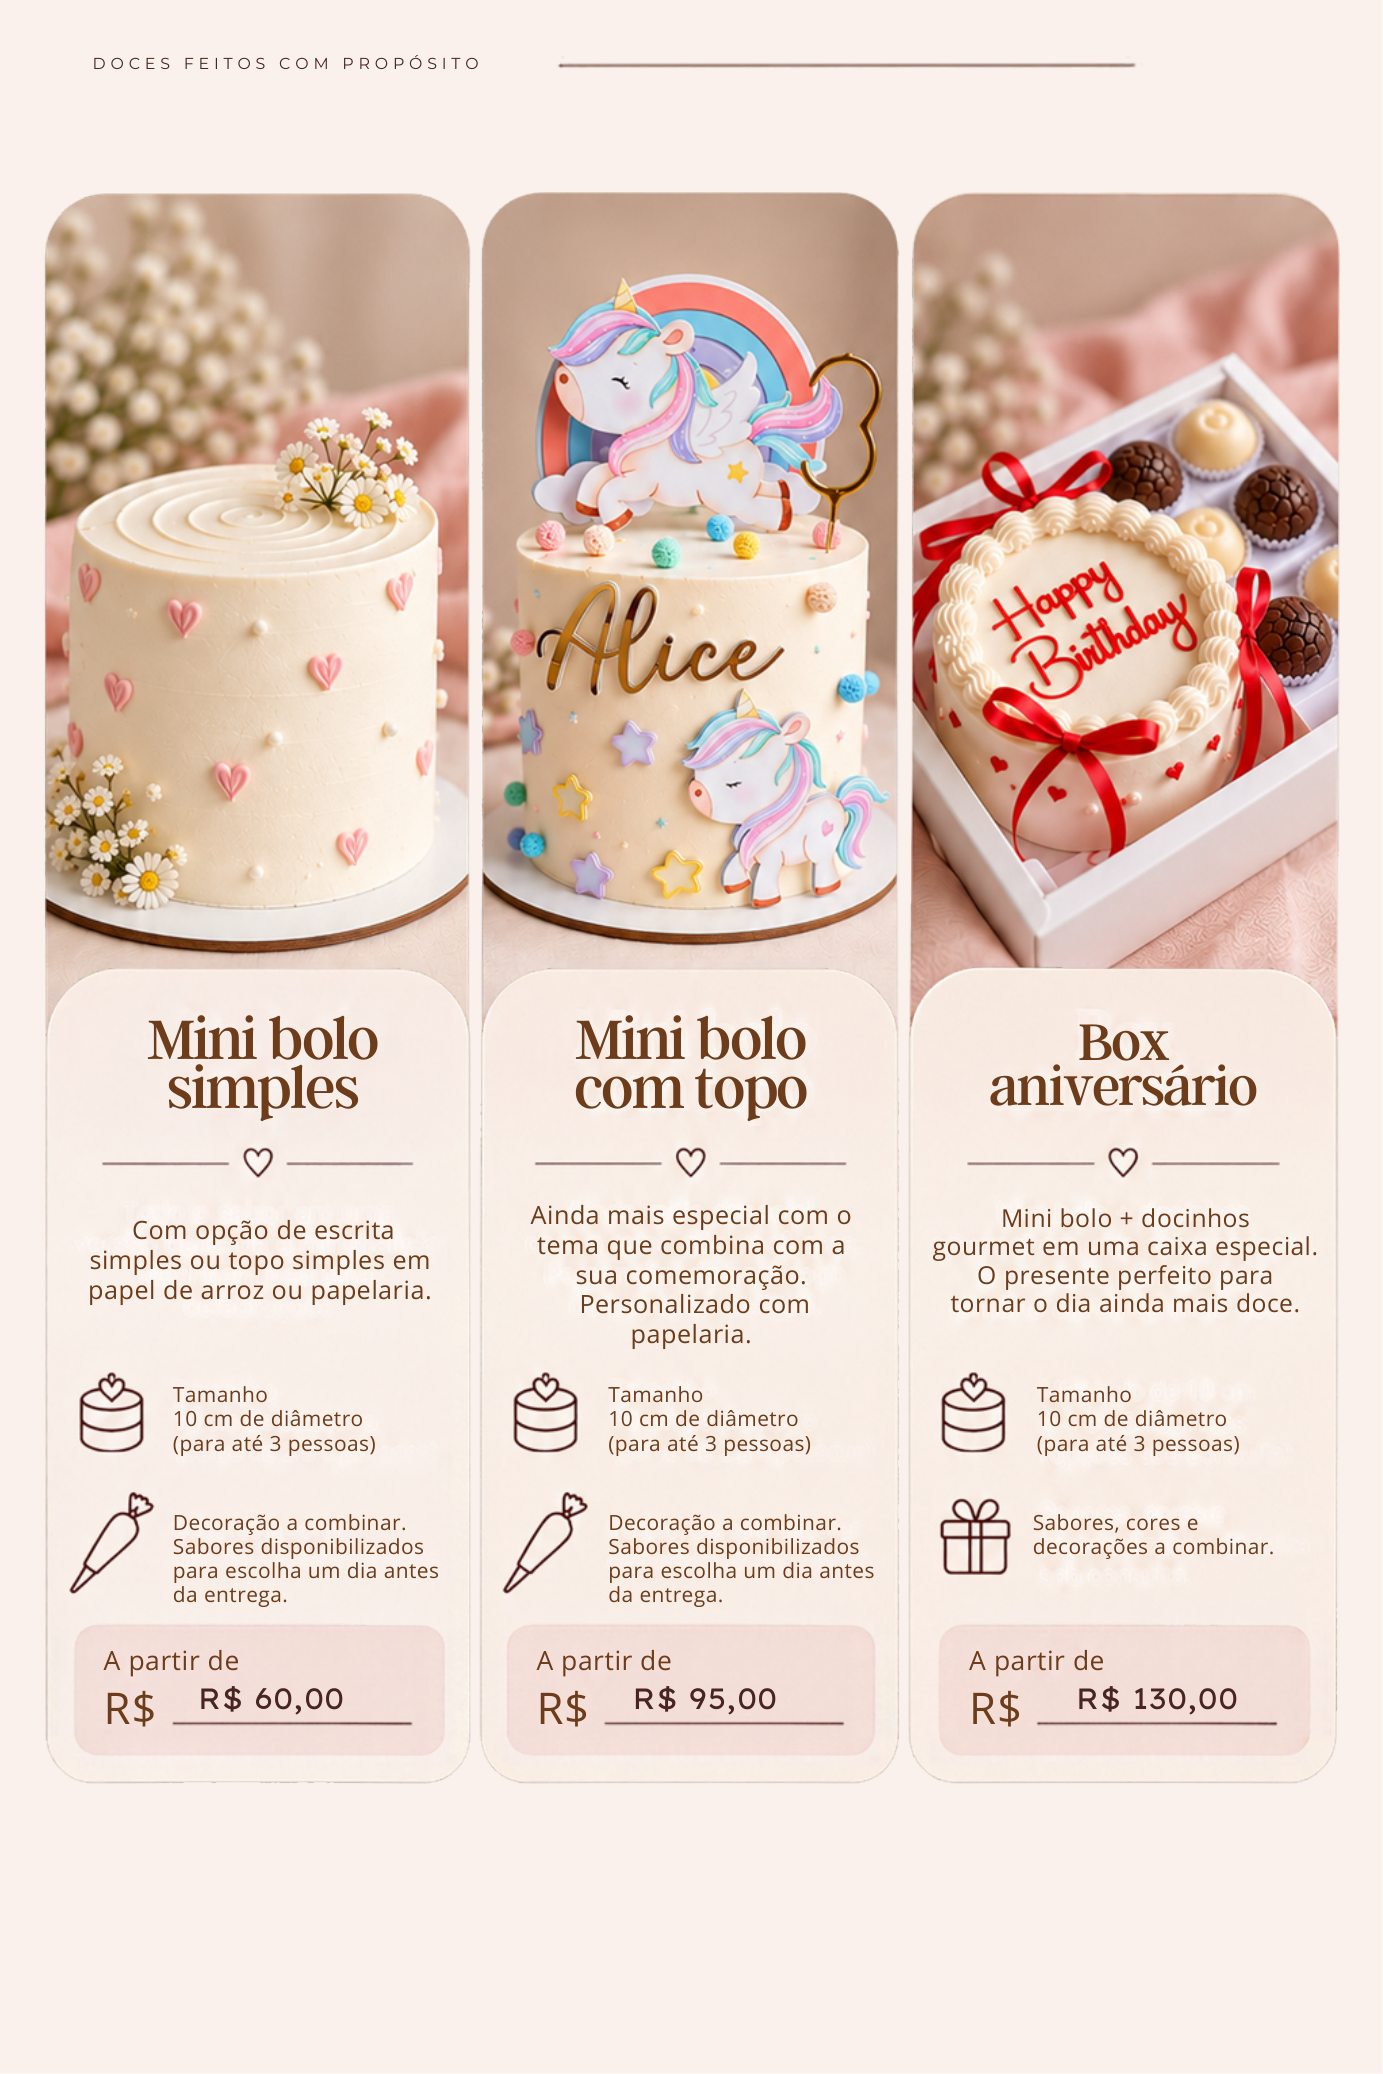 DOCES FEITOS COM PROPÓSITO
Alice
Happy
Birthday
Mini bolo
simples
Com opção de escrita
simples ou topo simples em
papel de arroz ou papelaria.
Tamanho
10 cm de diâmetro
(para até 3 pessoas)
Decoração a combinar.
Sabores disponibilizados
para escolha um dia antes
da entrega.
A partir de
R$ R$ 60,00
Mini bolo
com topo
Ainda mais especial com o
tema que combina com a
sua comemoração.
Personalizado com
papelaria.
Tamanho
10 cm de diâmetro
(para até 3 pessoas)
Decoração a combinar.
Sabores disponibilizados
para escolha um dia antes
da entrega.
A partir de
R$ R$ 95,00
Box
aniversário
Mini bolo + docinhos
gourmet em uma caixa especial.
O presente perfeito para
tornar o dia ainda mais doce.
Tamanho
10 cm de diâmetro
(para até 3 pessoas)
Sabores, cores e
decorações a combinar.
A partir de
R$ R$ 130,00